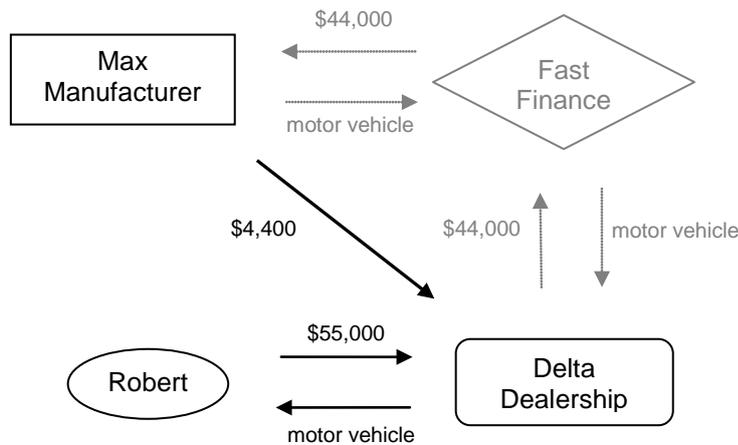 $44,000
Max
Manufacturer
Fast
Finance
motor vehicle
$4,400
$44,000
motor vehicle
$55,000
Robert
Delta
Dealership
motor vehicle